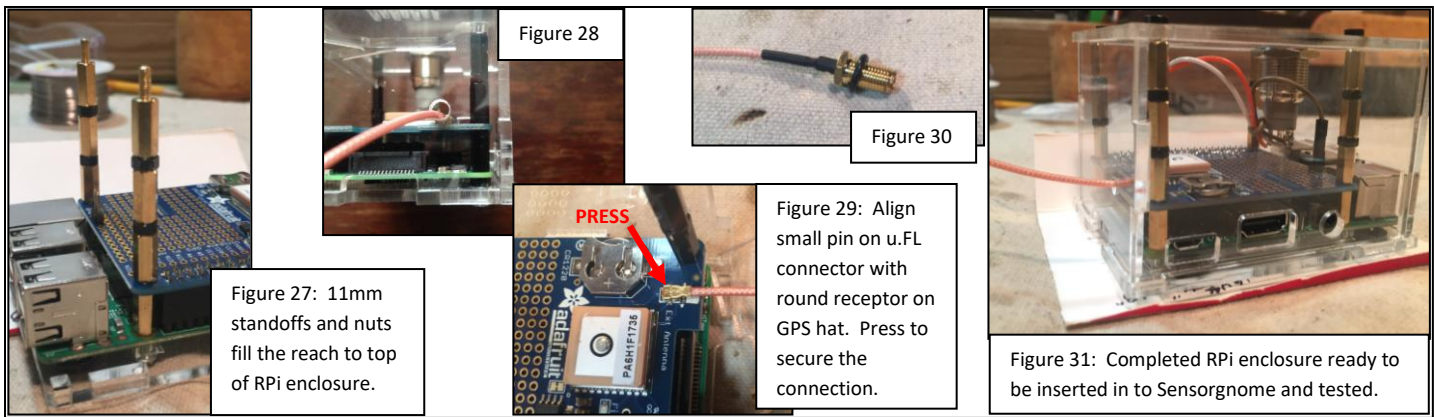 Figure 27: 11mm
standoffs and nuts
fill the reach to top
of RPi enclosure.
Figure 28
PRESS
CR1220
adafruit
PA6H1F1736
Antenna
Figure 29: Align
small pin on u.FL
connector with
round receptor on
GPS hat. Press to
secure the
connection.
Figure 30
Figure 31: Completed RPi enclosure ready to
be inserted in to Sensorgnome and tested.